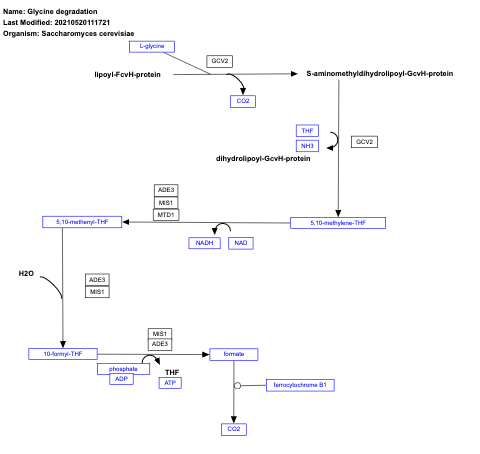 Name: Glycine degradation
Last Modified: 20210520111721
Organism: Saccharomyces cerevisiae
L-glycine
GCV2
lipoyl-FcvH-protein
S-aminomethyldihydrolipoyl-GcvH-protein
CO2
THF
NH3
GCV2
dihydrolipoyl-GcvH-protein
ADE3
MIS1
MTD1
5,10-methenyl-THF
5,10-methylene-THF
NADH
NAD
H2O
ADE3
MIS1
MIS1
ADE3
10-formyl-THF
formate
phosphate
THF
ADP
ATP
ferrocytochrome B1
CO2